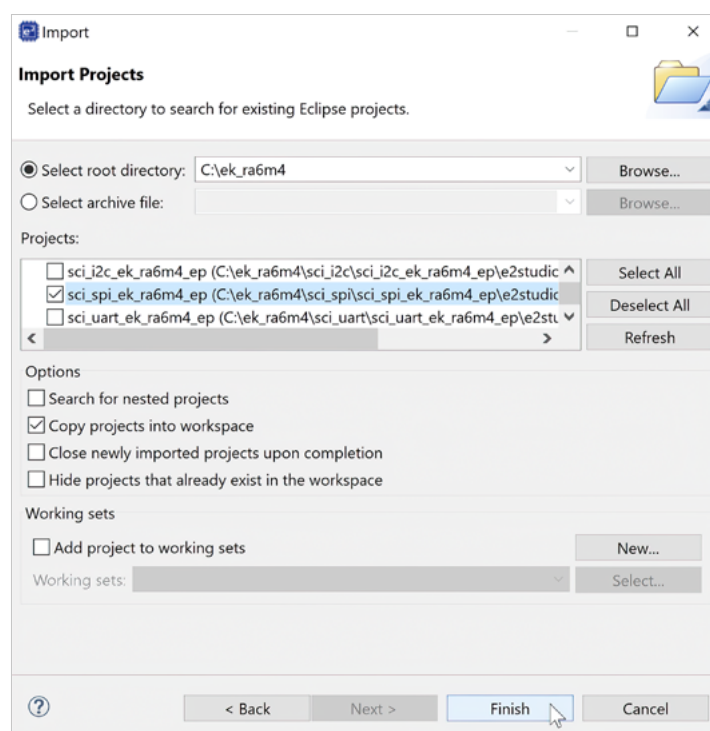 Import
Import Projects
Select a directory to search for existing Eclipse projects.
Select root directory: C:\ek_ra6m4 Browse...
Select archive file: Browse...
Projects:
sci_i2c_ek_ra6m4_ep (C:\ek_ra6m4\sci_i2c\sci_i2c_ek_ra6m4_ep\e2studio Select All
sci_spi_ek_ra6m4_ep (C:\ek_ra6m4\sci_spi\sci_spi_ek_ra6m4_ep\e2studio Deselect All
sci_uart_ek_ra6m4_ep (C:\ek_ra6m4\sci_uart\sci_uart_ek_ra6m4_ep\e2stu Refresh
Options
Search for nested projects
Copy projects into workspace
Close newly imported projects upon completion
Hide projects that already exist in the workspace
Working sets
Add project to working sets New...
Working sets: Select...
? < Back Next > Finish Cancel